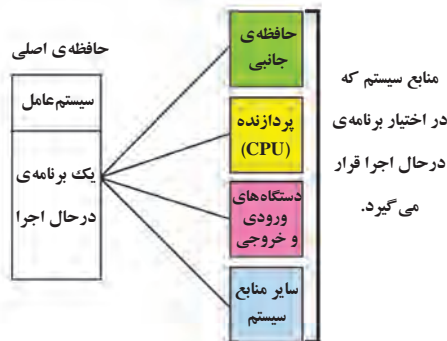 منابع سیستم که
در اختیار برنامه‌ی
درحال اجرا قرار
می گیرد.
حافظه‌ی
جانبی
پردازنده
(CPU)
دستگاه‌های
ورودی
و خروجی
سایر منابع
سیستم
حافظه‌ی اصلی
سیستم عامل
یک برنامه‌ی
درحال اجرا